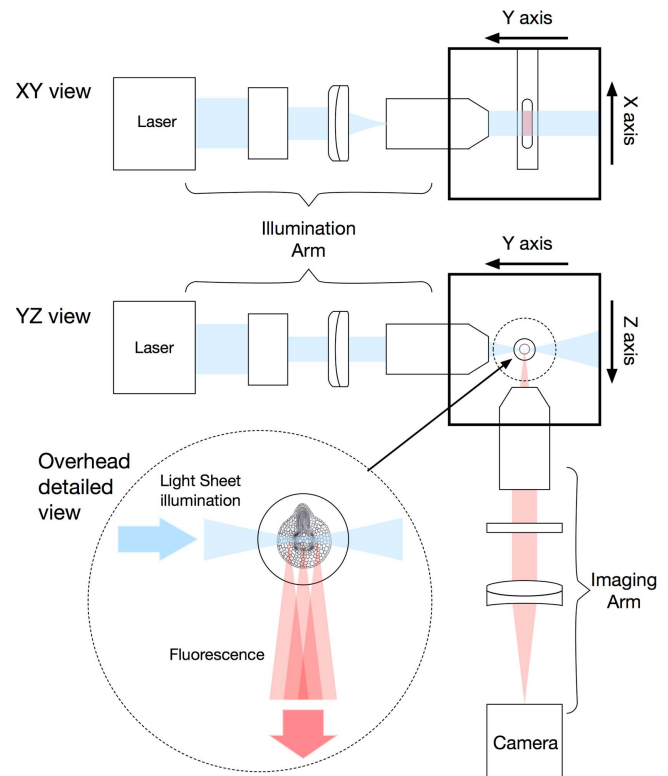 Y axis
XY view
Laser
X axis
Illumination
Arm
Y axis
YZ view
Laser
Z axis
Overhead
detailed
view
Light Sheet
illumination
Fluorescence
Imaging
Arm
Camera